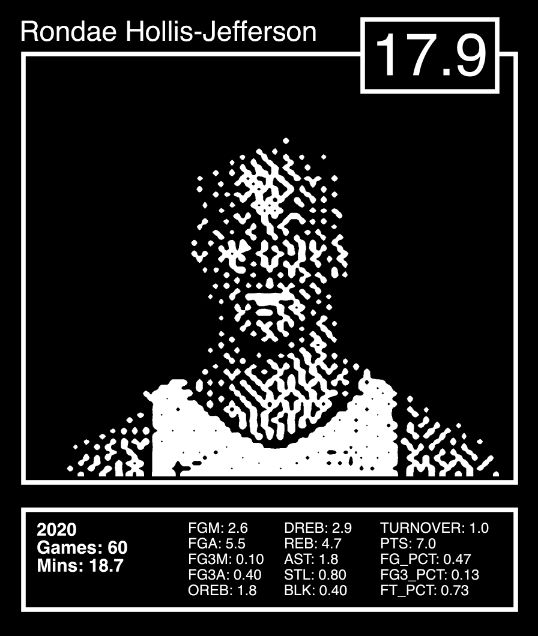 Rondae Hollis-Jefferson
17.9
2020
Games: 60
Mins: 18.7
FGM: 2.6
FGA: 5.5
FG3M: 0.10
FG3A: 0.40
OREB: 1.8
DREB: 2.9
REB: 4.7
AST: 1.8
STL: 0.80
BLK: 0.40
TURNOVER: 1.0
PTS: 7.0
FG_PCT: 0.47
FG3_PCT: 0.13
FT_PCT: 0.73